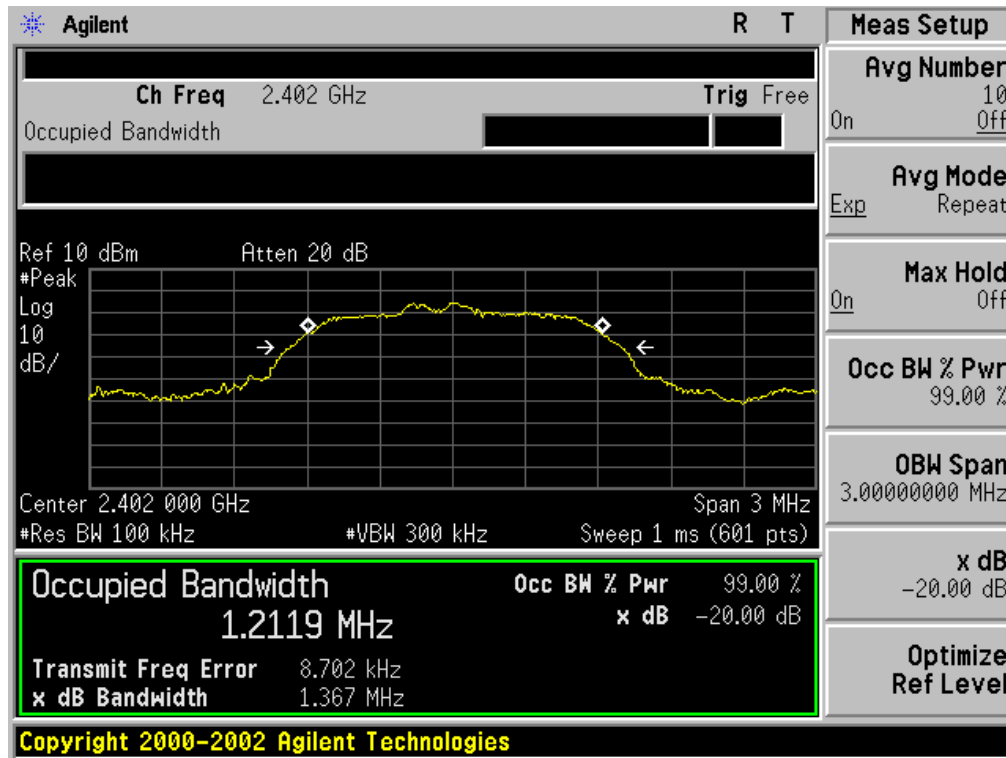 Agilent R T
Ch Freq 2.402 GHz Trig Free
Occupied Bandwidth
Ref 10 dBm Atten 20 dB
#Peak
Log
10
dB/
Center 2.402 000 GHz Span 3 MHz
#Res BW 100 kHz #VBW 300 kHz Sweep 1 ms (601 pts)
Occupied Bandwidth Occ BW % Pwr 99.00 %
1.2119 MHz x dB -20.00 dB
Transmit Freq Error 8.702 kHz
x dB Bandwidth 1.367 MHz
Copyright 2000-2002 Agilent Technologies
Meas Setup
Avg Number
10
On Off
Avg Mode
Exp Repeat
Max Hold
On Off
Occ BW % Pwr
99.00 %
OBW Span
3.00000000 MHz
x dB
-20.00 dB
Optimize
Ref Level